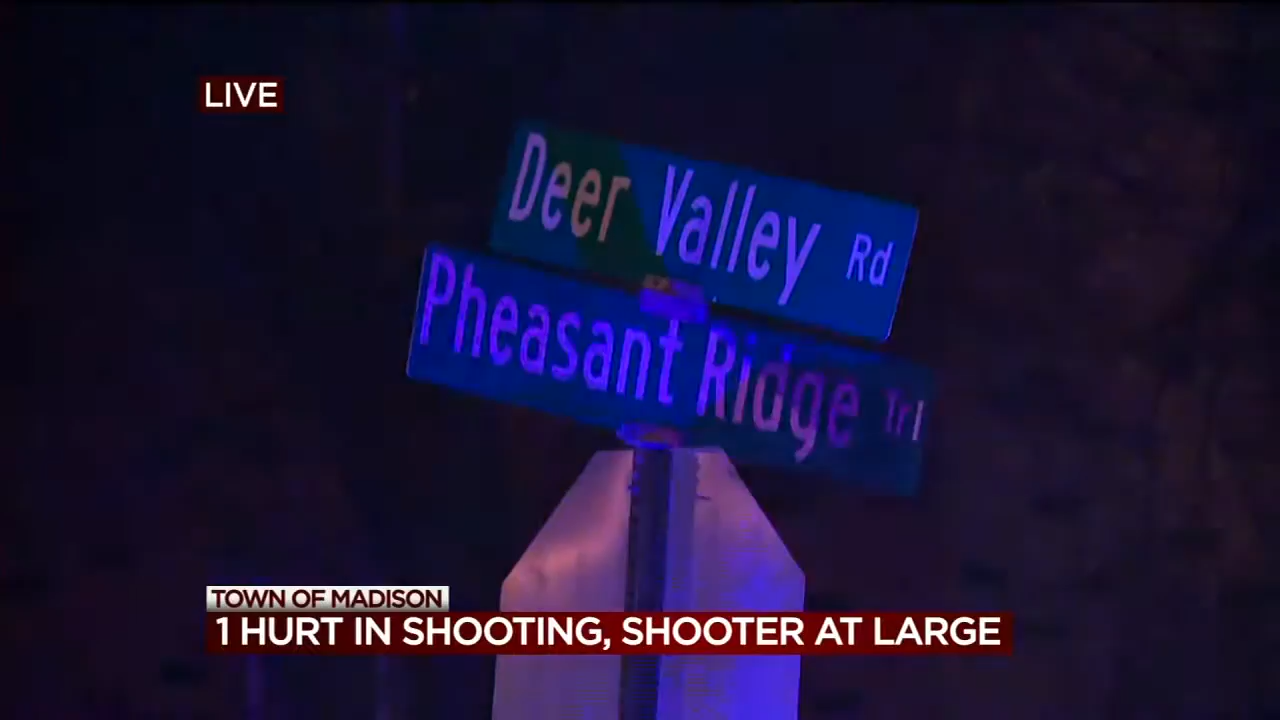 LIVE
Deer Valley Rd
Pheasant Ridge Trl
TOWN OF MADISON
1 HURT IN SHOOTING, SHOOTER AT LARGE